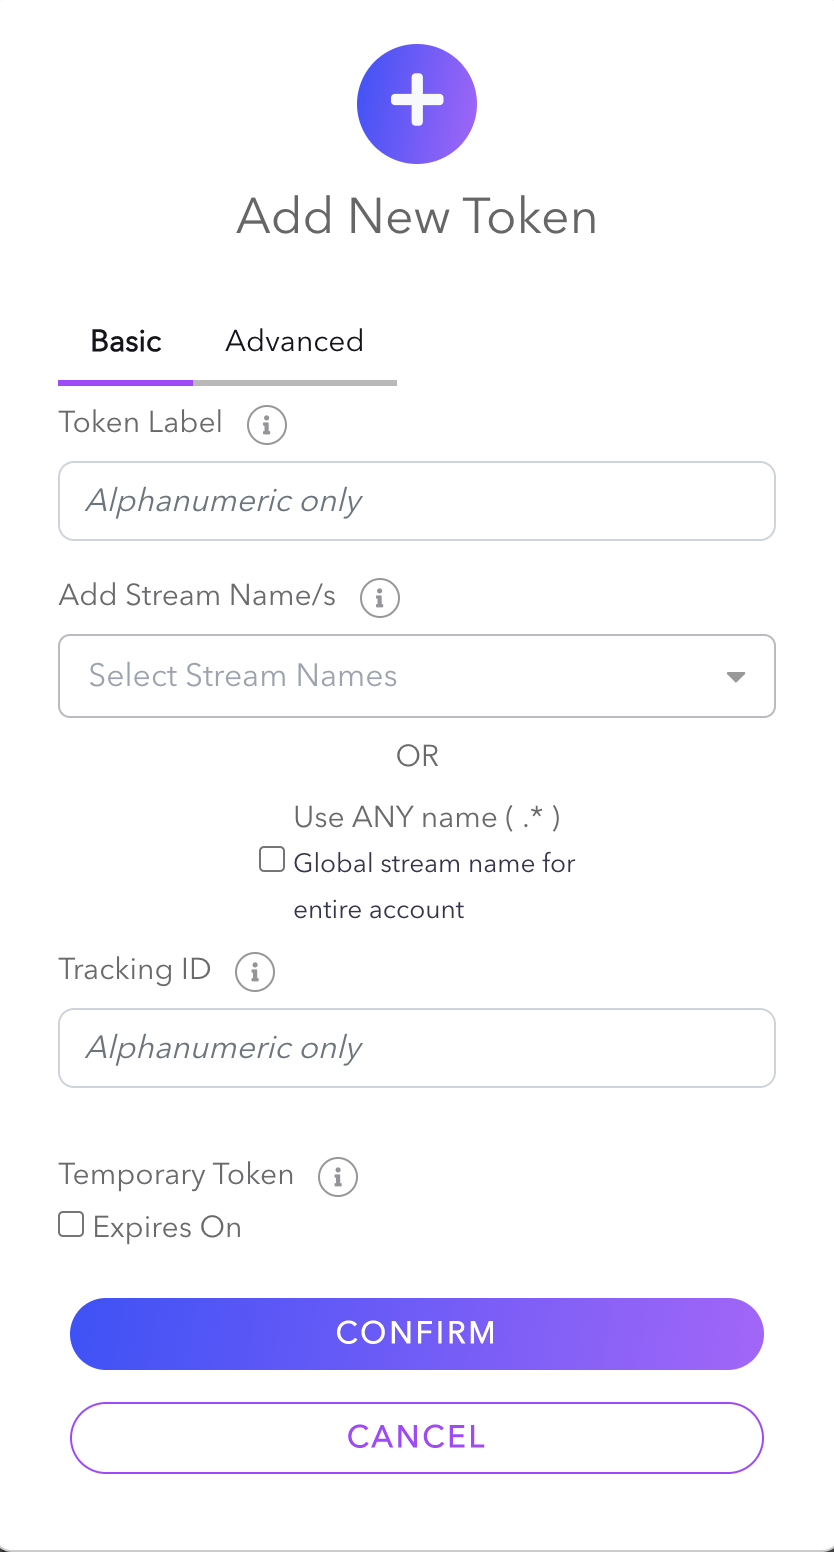 Add New Token
Basic Advanced
Token Label
Alphanumeric only
Add Stream Name/s
Select Stream Names
OR
Use ANY name ( .* )
Global stream name for
entire account
Tracking ID
Alphanumeric only
Temporary Token
Expires On
CONFIRM
CANCEL